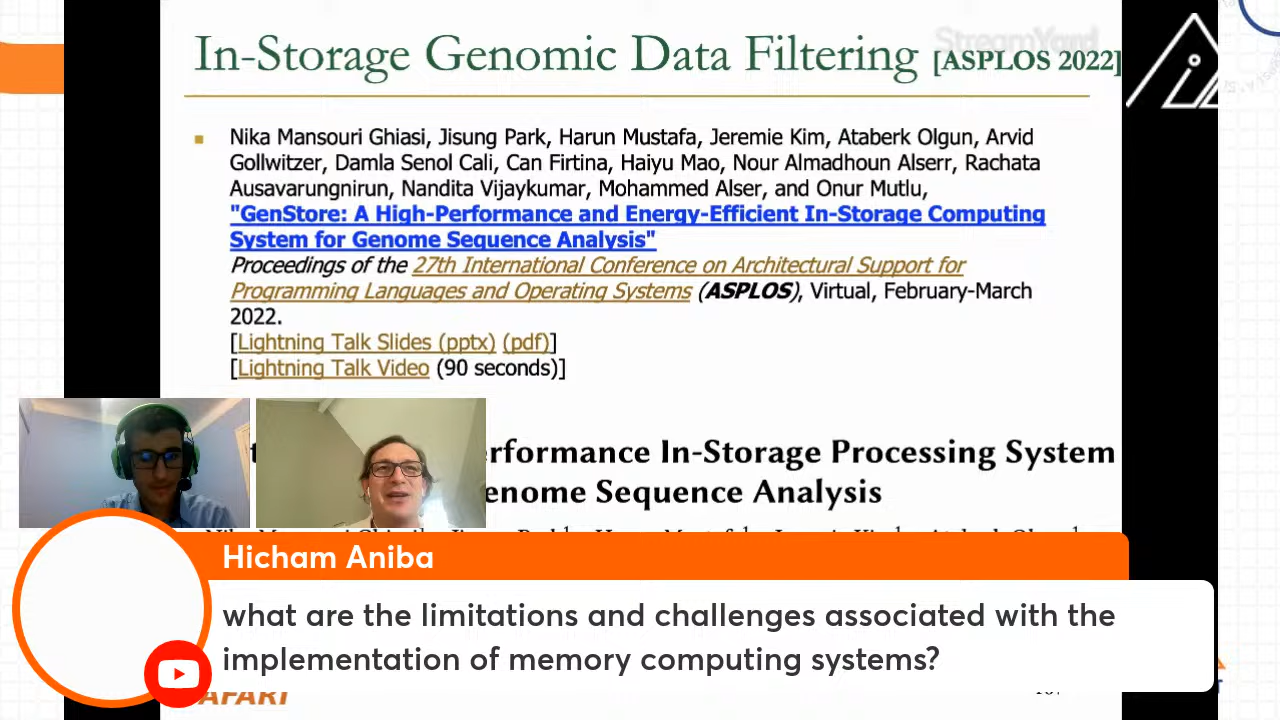 StreamYard
In-Storage Genomic Data Filtering [ASPLOS 2022]
Nika Mansouri Ghiasi, Jisung Park, Harun Mustafa, Jeremie Kim, Ataberk Olgun, Arvid
Gollwitzer, Damla Senol Cali, Can Firtina, Haiyu Mao, Nour Almadhoun Alserr, Rachata
Ausavarungnirun, Nandita Vijaykumar, Mohammed Alser, and Onur Mutlu,
"GenStore: A High-Performance and Energy-Efficient In-Storage Computing
System for Genome Sequence Analysis"
Proceedings of the 27th International Conference on Architectural Support for
Programming Languages and Operating Systems (ASPLOS), Virtual, February-March
2022.
[Lightning Talk Slides (pptx) (pdf)]
[Lightning Talk Video (90 seconds)]
erformance In-Storage Processing System
enome Sequence Analysis
Hicham Aniba
what are the limitations and challenges associated with the
implementation of memory computing systems?
AFARI